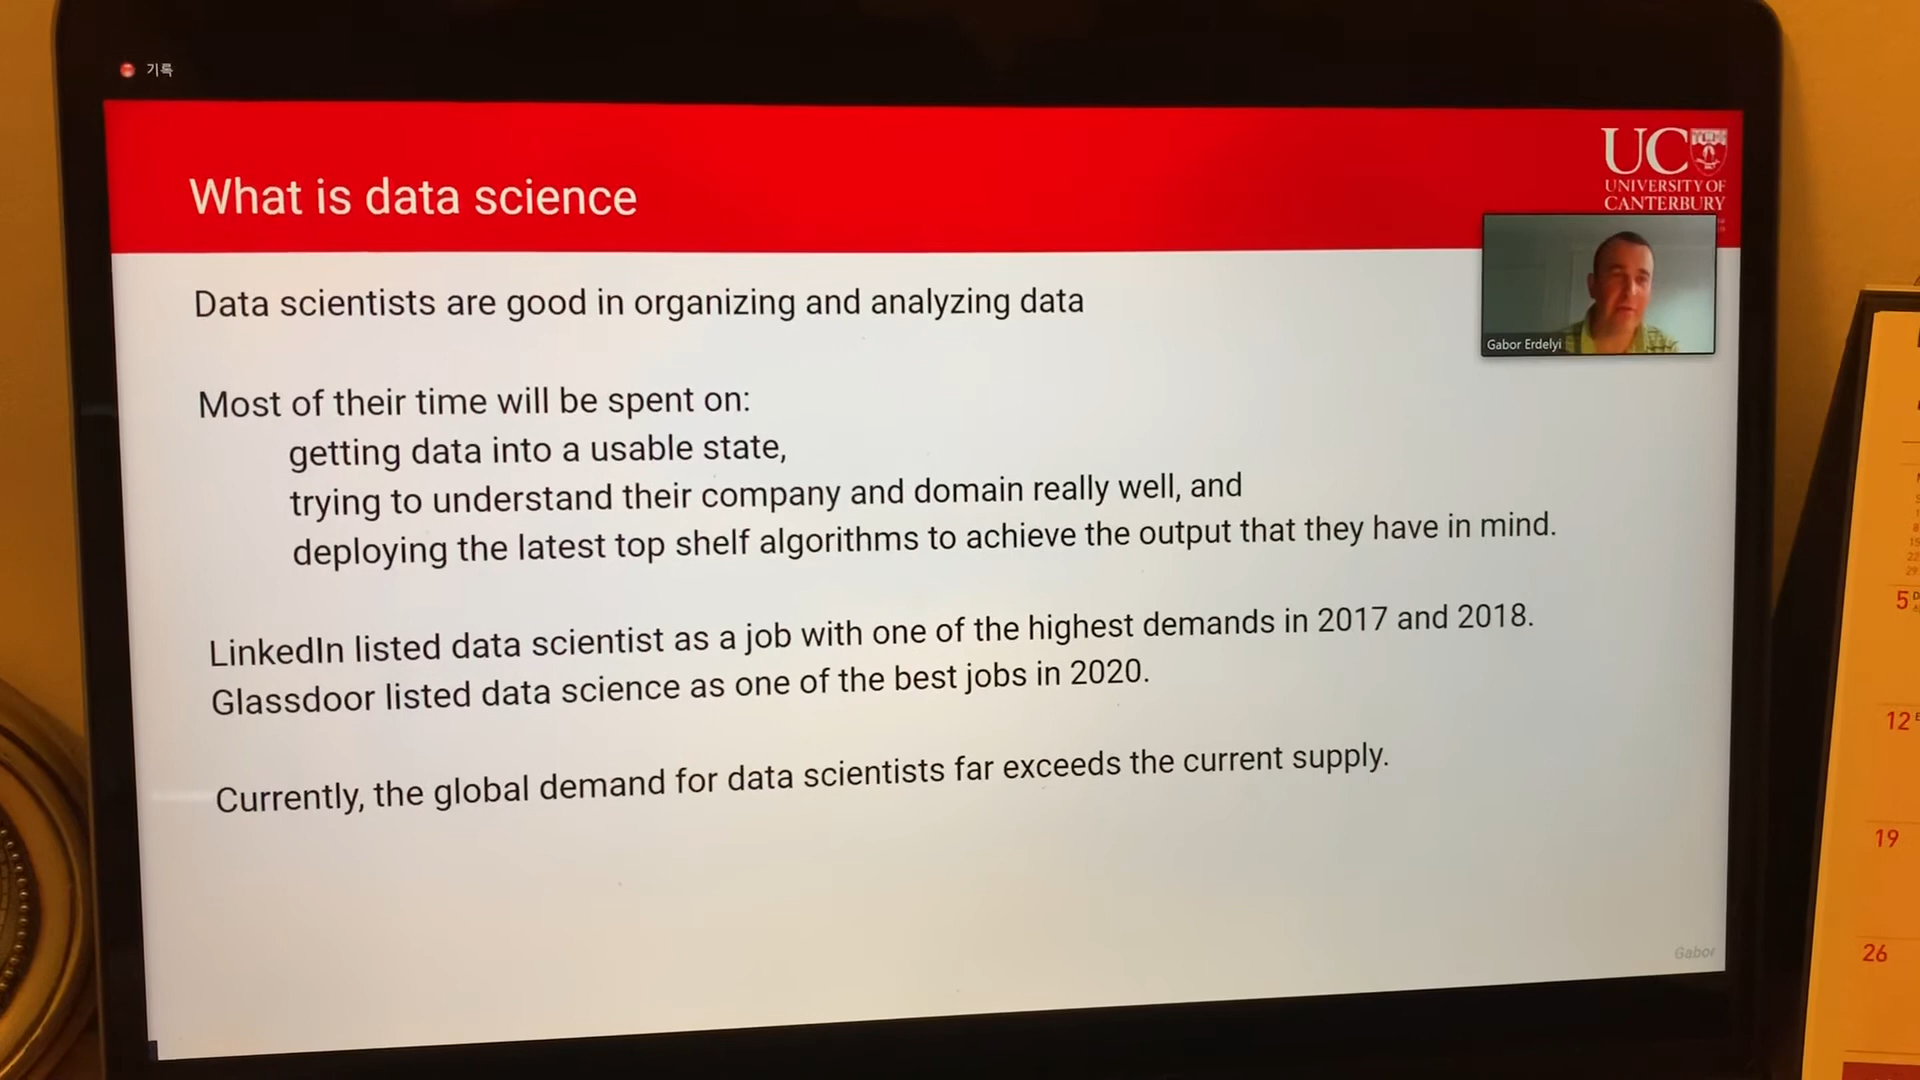 기록
What is data science
UC
UNIVERSITY OF
CANTERBURY
Data scientists are good in organizing and analyzing data
Gabor Erdelyi
Most of their time will be spent on:
getting data into a usable state,
trying to understand their company and domain really well, and
deploying the latest top shelf algorithms to achieve the output that they have in mind.
LinkedIn listed data scientist as a job with one of the highest demands in 2017 and 2018.
Glassdoor listed data science as one of the best jobs in 2020.
Currently, the global demand for data scientists far exceeds the current supply.
Gabor
15
22
29
5
12
19
26